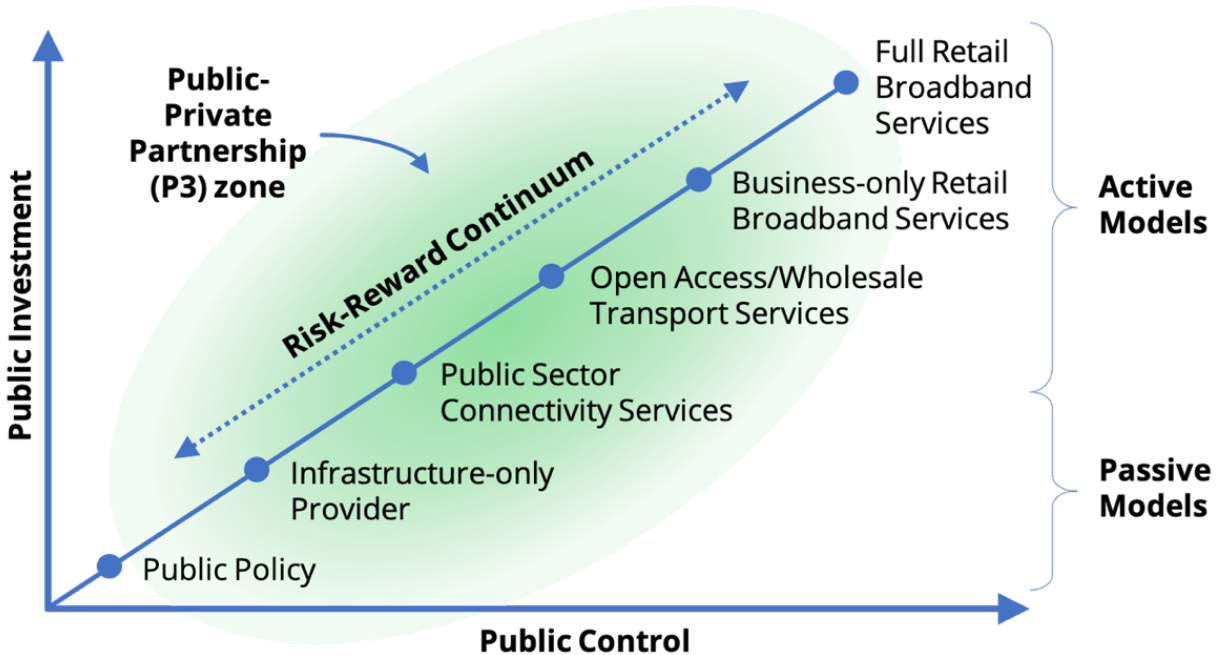 Public-
Private
Partnership
(P3) zone
Full Retail
Broadband
Services
Risk-Reward Continuum
Business-only Retail
Broadband Services
Active
Models
Open Access/Wholesale
Transport Services
Public Sector
Connectivity Services
Infrastructure-only
Provider
Passive
Models
Public Policy
Public Investment
Public Control